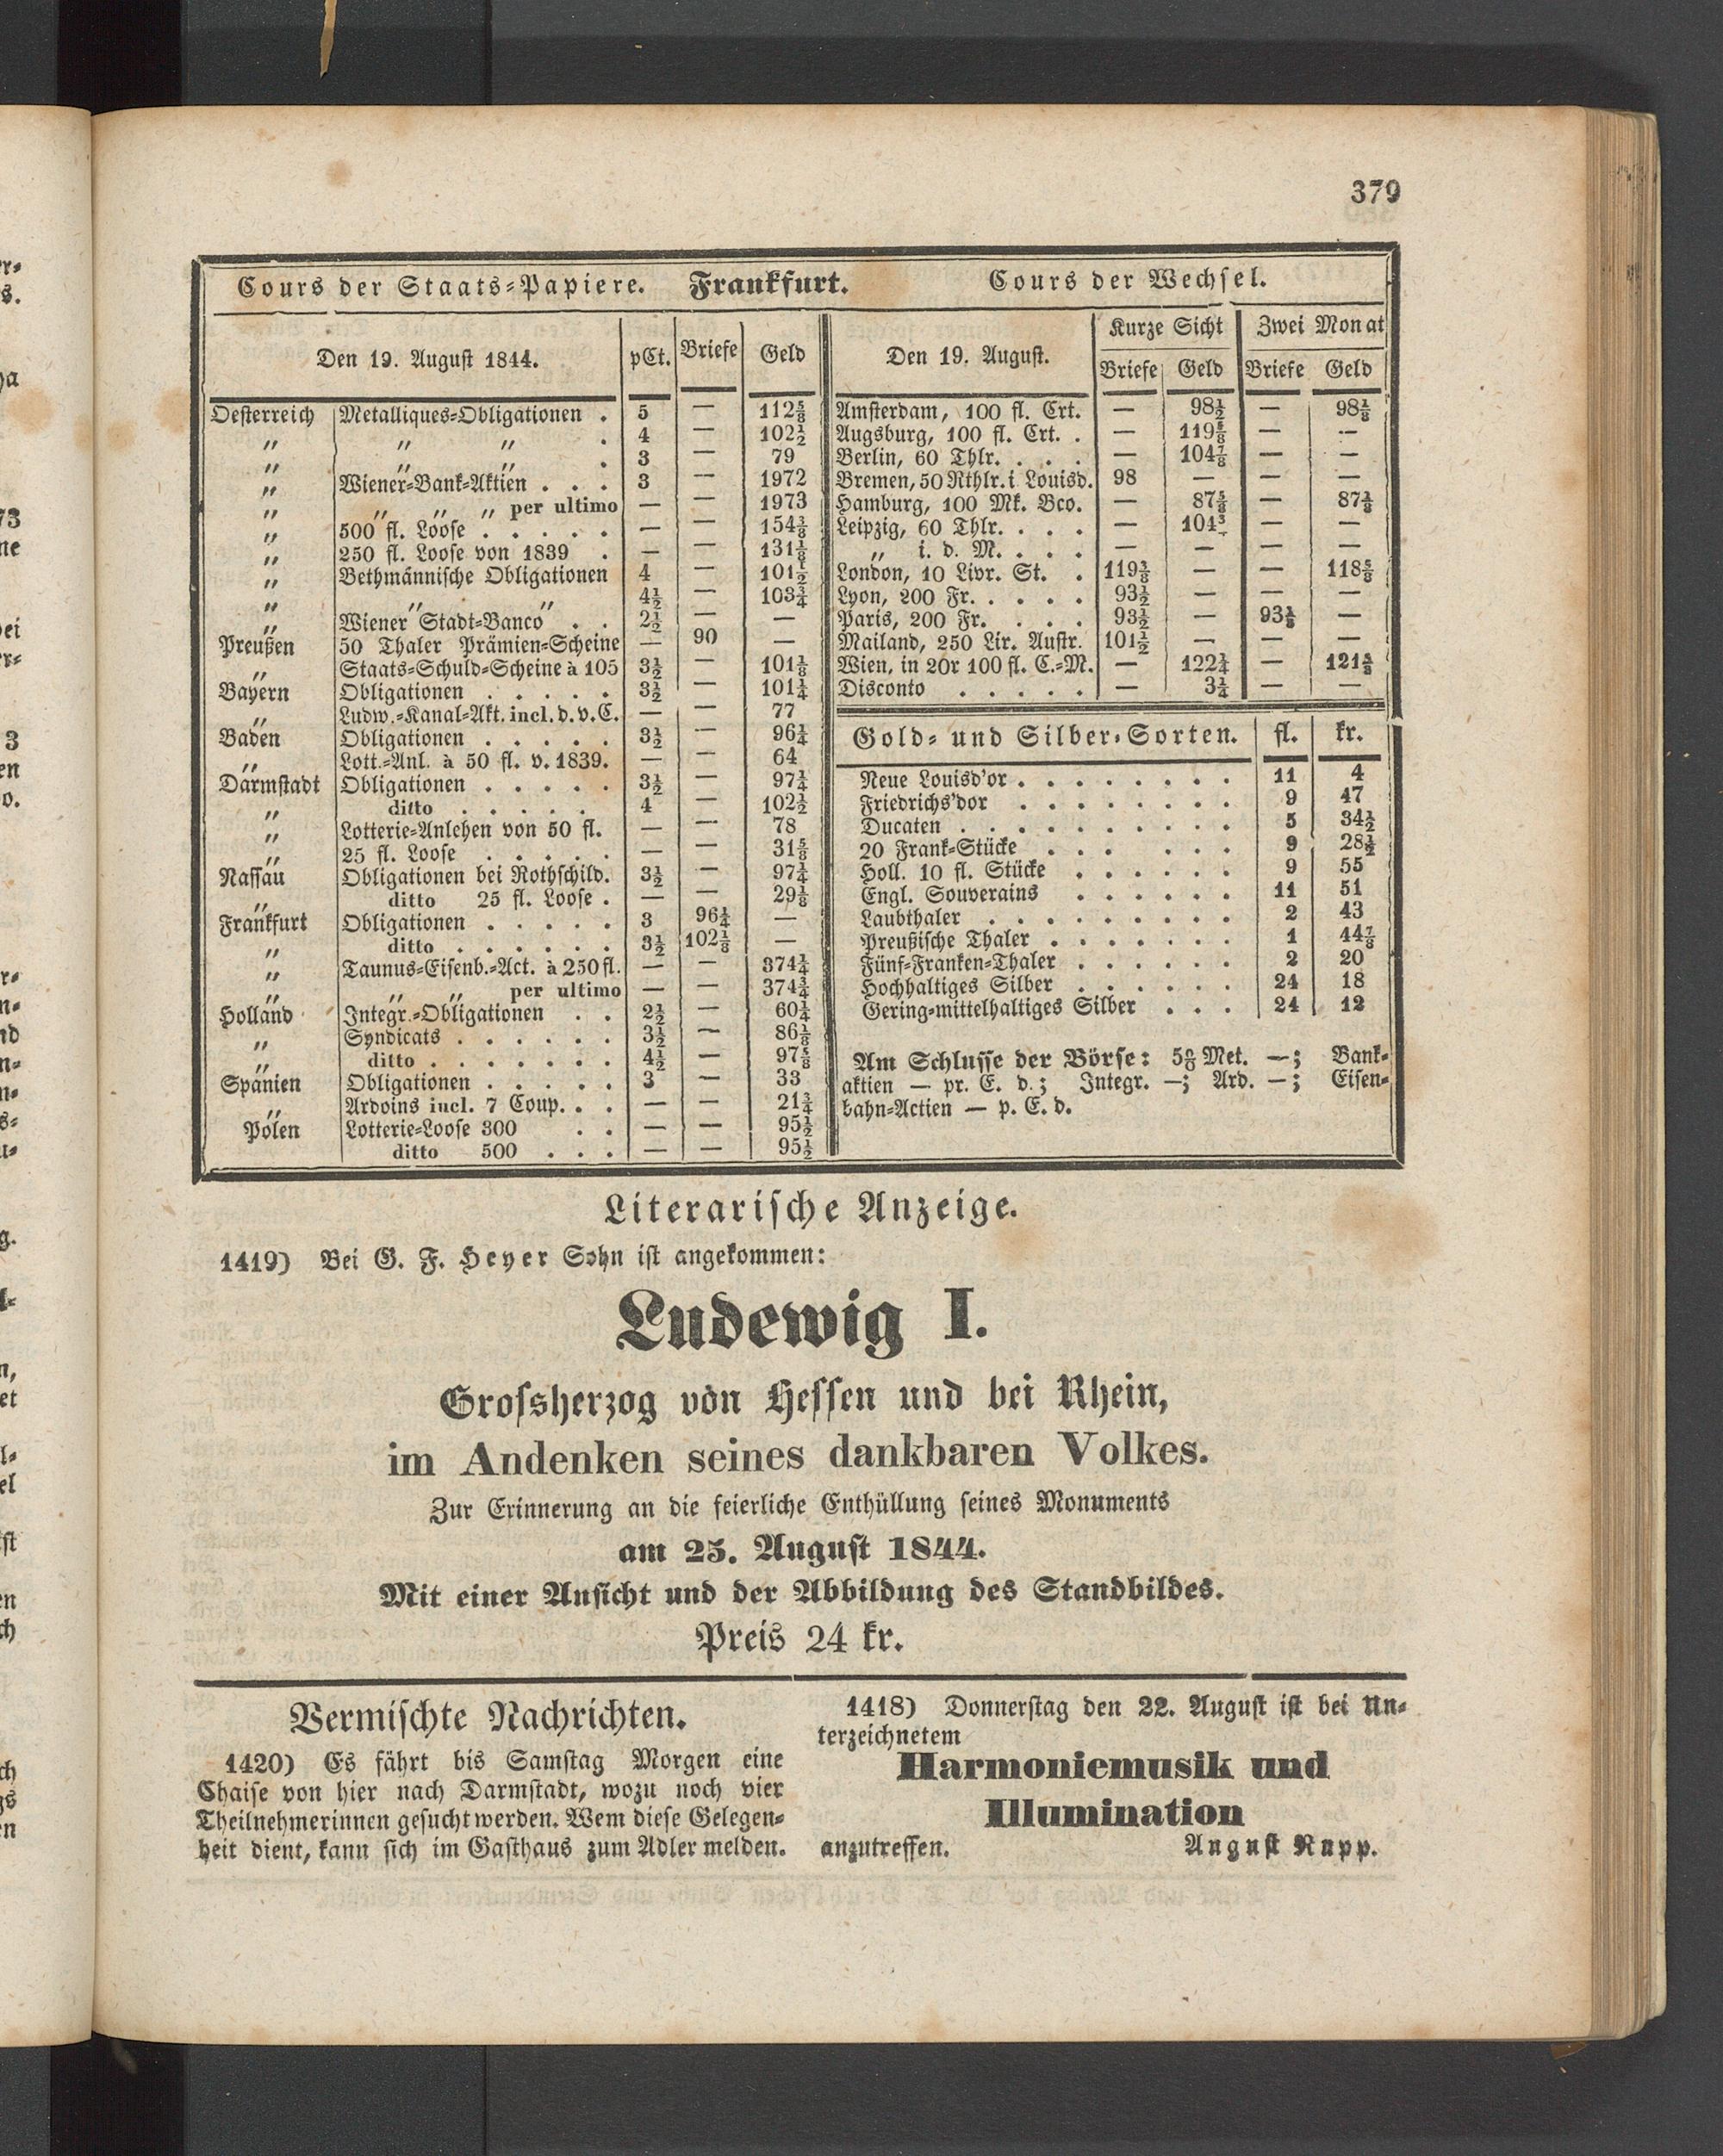 379
Cours der Staats-Papiere. Frankfurt. Cours der Wechsel.
Den 19. August 1844. pCt. Briefe Geld
Oesterreich Metalliques-Obligationen . 5 — 112⅝
" " " . 4 — 102½
" " " . 3 — 79
" Wiener-Bank-Aktien . . . 3 — 1972
" " " " per ultimo — — 1973
" 500 fl. Loose . . . . . . — — 154⅜
" 250 fl. Loose von 1839 . — — 131⅛
" Bethmännische Obligationen 4 — 101½
" " " 4½ — 103¾
" Wiener Stadt-Banco . . 2½ — —
Preußen 50 Thaler Prämien-Scheine — 90 —
" Staats-Schuld-Scheine à 105 3½ — 101⅛
Bayern Obligationen . . . . . 3½ — 101¼
" Ludw.-Kanal-Akt. incl. d. v. C. — — 77
Baden Obligationen . . . . . 3½ — 96¼
" Lott.-Anl. à 50 fl. v. 1839. — 64
Darmstadt Obligationen . . . . . 3½ — 97¼
" ditto . . . . . 4 — 102½
" Lotterie-Anlehen von 50 fl. — — 78
" 25 fl. Loose . . . . . — — 31⅝
Nassau Obligationen bei Rothschild. 3½ — 97¼
" ditto 25 fl. Loose . — — 29⅛
Frankfurt Obligationen . . . . . 3 96¼ —
" ditto . . . . . . 3½ 102⅛ —
" Taunus-Eisenb.-Act. à 250 fl. — — 374¼
" " per ultimo — — 374¾
Holland Integr.-Obligationen . . 2½ — 60¼
" Syndicats . . . . . . 3½ — 86⅛
ditto . . . . . . . 4½ — 97⅝
Spanien Obligationen . . . . . 3 — 33
" Ardoins incl. 7 Coup. . . — — 21¾
Polen Lotterie-Loose 300 . . — — 95½
ditto 500 . . . — — 95½
Den 19. August. Kurze Sicht Zwei Monat
Briefe Geld Briefe Geld
Amsterdam, 100 fl. Crt. — 98½ — 98⅛
Augsburg, 100 fl. Crt. . — 119⅝ — —
Berlin, 60 Thlr. . . . — 104⅞ — —
Bremen, 50 Rthlr. i Louisd. 98 — — —
Hamburg, 100 Mk. Bco. — 87⅝ — 87⅜
Leipzig, 60 Thlr. . . . — 104 — —
" i. d. M. . . . — — — —
London, 10 Livr. St. . 119⅜ — — 118⅝
Lyon, 200 Fr. . . . . 93½ — — —
Paris, 200 Fr. . . . 93½ — 93⅛ —
Mailand, 250 Lir. Austr. 101½ — — —
Wien, in 20r 100 fl. C.-M. — 122¼ — 121⅝
Disconto . . . . . — 3¼ — —
Gold- und Silber-Sorten. fl. kr.
Neue Louisd'or . . . . . . . . 11 4
Friedrichs'dor . . . . . . . . 9 47
Ducaten . . . . . . . . . . 5 34½
20 Frank-Stücke . . . . . . 9 28½
Holl. 10 fl. Stücke . . . . . . 9 55
Engl. Souverains . . . . . . 11 51
Laubthaler . . . . . . . . . 2 43
Preußische Thaler . . . . . . . 1 44⅞
Fünf-Franken-Thaler . . . . . . 2 20
Hochhaltiges Silber . . . . . . 24 18
Gering-mittelhaltiges Silber . . . 24 12
Am Schlusse der Börse: 5% Met. —; Bank-
aktien — pr. E. d.; Integr. —; Ard. —; Eisen-
bahn-Actien — p. E. d.
Literarische Anzeige.
1419) Bei G. F. Heyer Sohn ist angekommen:
Ludewig I.
Grossherzog von Hessen und bei Rhein,
im Andenken seines dankbaren Volkes.
Zur Erinnerung an die feierliche Enthüllung seines Monuments
am 25. August 1844.
Mit einer Ansicht und der Abbildung des Standbildes.
Preis 24 kr.
Vermischte Nachrichten.
1420) Es fährt bis Samstag Morgen eine
Chaise von hier nach Darmstadt, wozu noch vier
Theilnehmerinnen gesucht werden. Wem diese Gelegen-
heit dient, kann sich im Gasthaus zum Adler melden.
1418) Donnerstag den 22. August ist bei Un-
terzeichnetem
Harmoniemusik und
Illumination
anzutreffen. August Rupp.